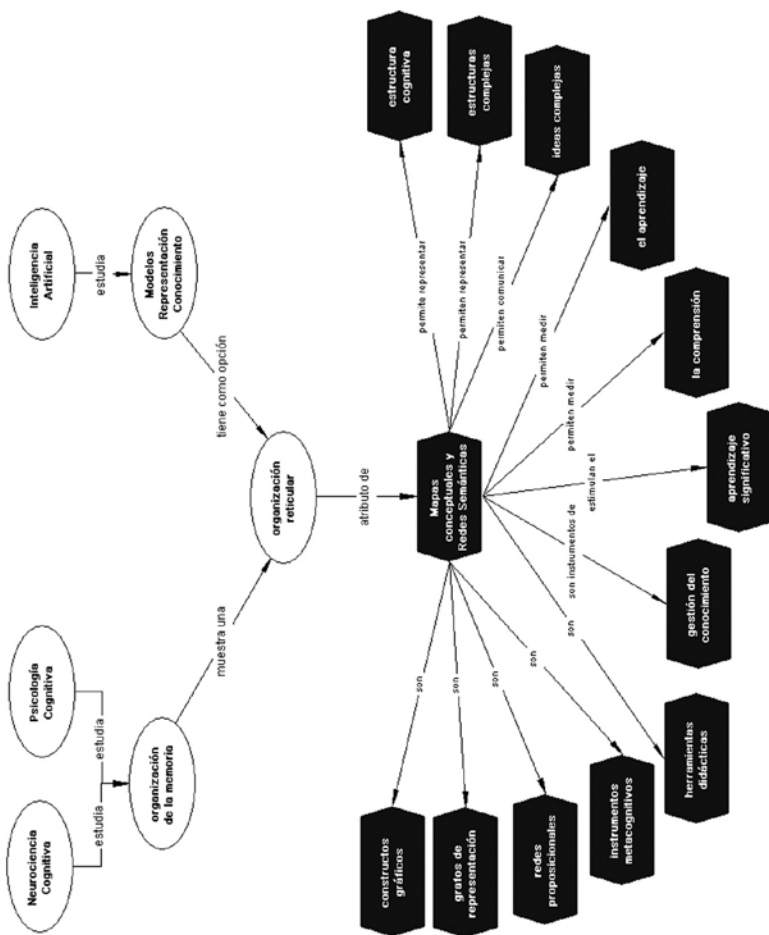 Neurociencia
Cognitiva
Psicología
Cognitiva
Inteligencia
Artificial
estudia
estudia
estudia
organización
de la memoria
Modelos
Representación
Conocimiento
muestra una
tiene como opción
organización
reticular
atributo de
Mapas
conceptuales y
Redes Semánticas
son
son
son
son
son
son instrumentos de
estimulan el
permiten medir
permiten medir
permiten comunicar
permiten representar
permite representar
constructos
gráficos
grafos de
representación
redes
proposicionales
instrumentos
metacognitivos
herramientas
didácticas
gestión del
conocimiento
aprendizaje
significativo
la comprensión
el aprendizaje
ideas complejas
estructuras
complejas
estructura
cognitiva